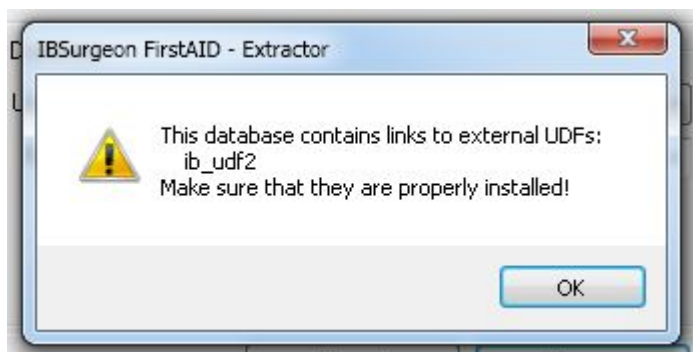 IBSurgeon FirstAID - Extractor
This database contains links to external UDFs:
ib_udf2
Make sure that they are properly installed!
OK